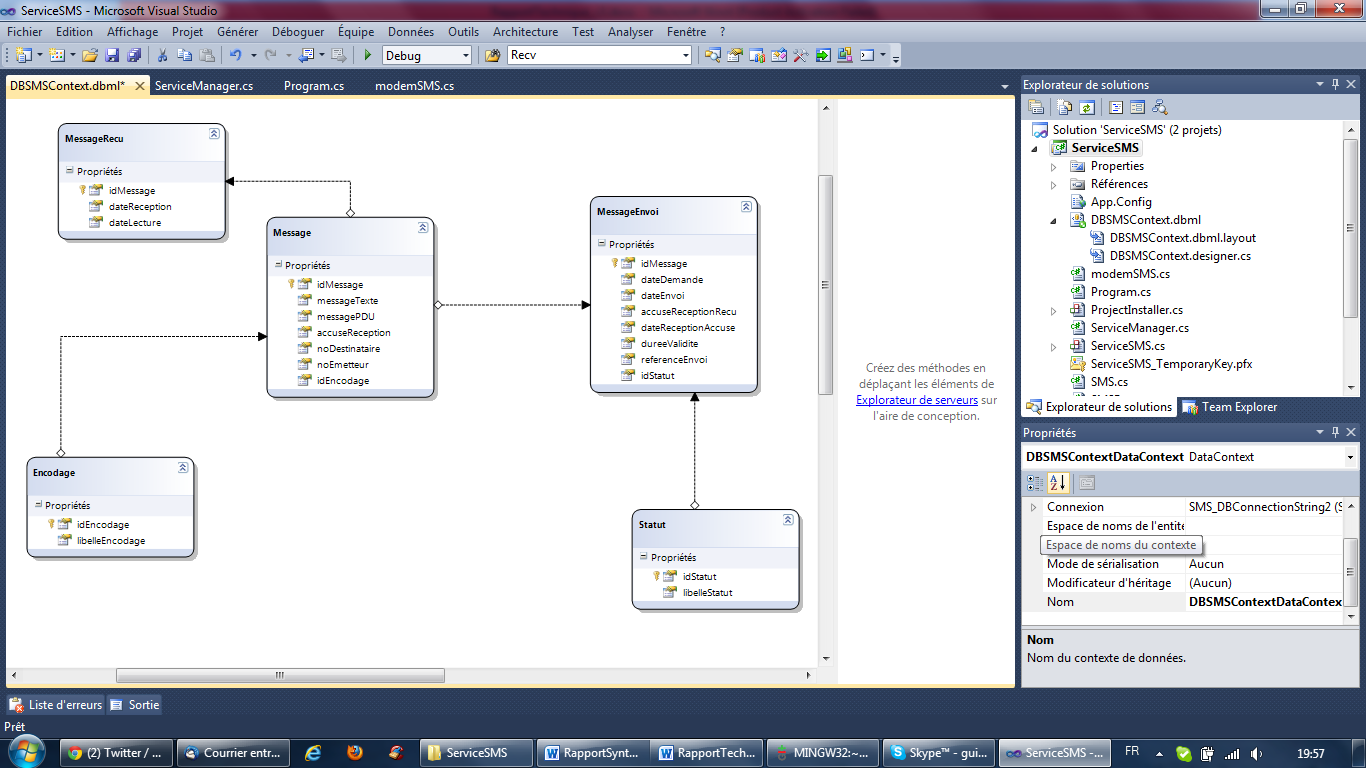 ServiceSMS - Microsoft Visual Studio
Fichier Edition Affichage Projet Générer Déboguer Équipe Données Outils Architecture Test Analyser Fenêtre ?
Debug Recv
DBSMSContext.dbml* ServiceManager.cs Program.cs modemSMS.cs
MessageRecu
Propriétés
idMessage
dateReception
dateLecture
Message
Propriétés
idMessage
messageTexte
messagePDU
accuseReception
noDestinataire
noEmetteur
idEncodage
MessageEnvoi
Propriétés
idMessage
dateDemande
dateEnvoi
accuseReceptionRecu
dateReceptionAccuse
dureeValidite
referenceEnvoi
idStatut
Encodage
Propriétés
idEncodage
libelleEncodage
Statut
Propriétés
idStatut
libelleStatut
Créez des méthodes en
déplaçant les éléments de
Explorateur de serveurs sur
l'aire de conception.
Explorateur de solutions
Solution 'ServiceSMS' (2 projets)
ServiceSMS
Properties
Références
App.Config
DBSMSContext.dbml
DBSMSContext.dbml.layout
DBSMSContext.designer.cs
modemSMS.cs
Program.cs
ProjectInstaller.cs
ServiceManager.cs
ServiceSMS.cs
ServiceSMS_TemporaryKey.pfx
SMS.cs
Explorateur de solutions Team Explorer
Propriétés
DBSMSContextDataContext DataContext
Connexion SMS_DBConnectionString2 (S
Espace de noms de l'entité
Espace de noms du contexte
Mode de sérialisation Aucun
Modificateur d'héritage (Aucun)
Nom DBSMSContextDataContex
Nom
Nom du contexte de données.
Liste d'erreurs Sortie
Prêt
(2) Twitter / ... Courrier entr... ServiceSMS RapportSynt... RapportTech... MINGW32:~... Skype™ - gui... ServiceSMS -... FR 19:57